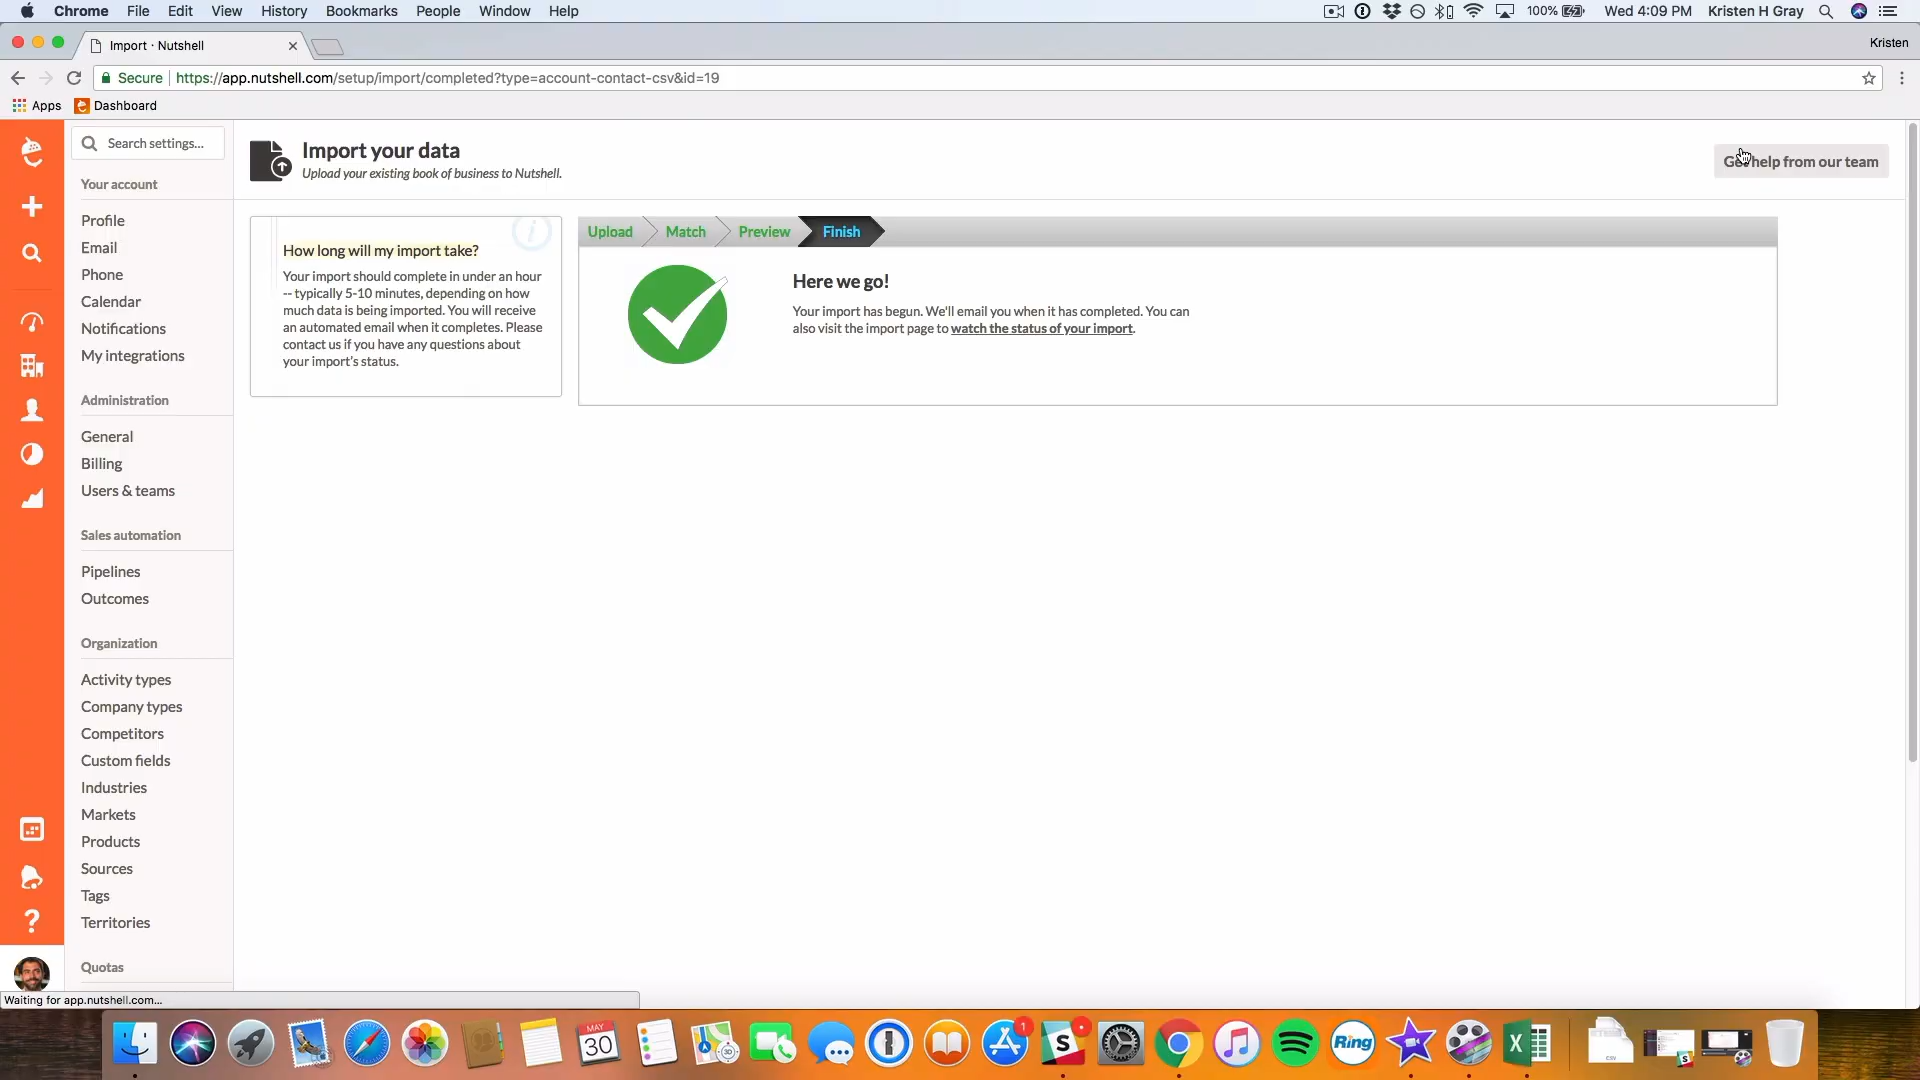 Chrome File Edit View History Bookmarks People Window Help 100% Wed 4:09 PM Kristen H Gray
Import · Nutshell
Kristen
Secure https://app.nutshell.com/setup/import/completed?type=account-contact-csv&id=19
Apps Dashboard
Search settings...
Your account
Profile
Email
Phone
Calendar
Notifications
My integrations
Administration
General
Billing
Users & teams
Sales automation
Pipelines
Outcomes
Organization
Activity types
Company types
Competitors
Custom fields
Industries
Markets
Products
Sources
Tags
Territories
Quotas
Import your data
Upload your existing book of business to Nutshell.
Get help from our team
How long will my import take?
Your import should complete in under an hour
-- typically 5-10 minutes, depending on how
much data is being imported. You will receive
an automated email when it completes. Please
contact us if you have any questions about
your import's status.
Upload Match Preview Finish
Here we go!
Your import has begun. We'll email you when it has completed. You can
also visit the import page to watch the status of your import.
Waiting for app.nutshell.com...
MAY
30
3D
1
S
Ring
X
CSV
S